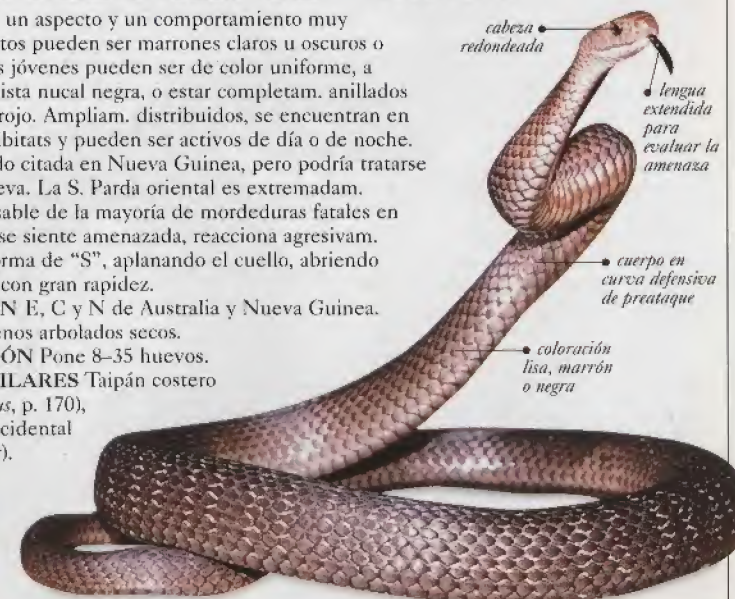 un aspecto y un comportamiento muy
tos pueden ser marrones claros u oscuros o
s jóvenes pueden ser de color uniforme, a
ista nucal negra, o estar completam. anillados
rojo. Ampliam. distribuidos, se encuentran en
bitats y pueden ser activos de día o de noche.
do citada en Nueva Guinea, pero podría tratarse
eva. La S. Parda oriental es extremadam.
sable de la mayoría de mordeduras fatales en
se siente amenazada, reacciona agresivam.
orma de “S”, aplanando el cuello, abriendo
con gran rapidez.
N E, C y N de Australia y Nueva Guinea.
enos arbolados secos.
ÓN Pone 8–35 huevos.
ILARES Taipán costero
us, p. 170),
cidental
).
cabeza
redondeada
lengua
extendida
para
evaluar la
amenaza
cuerpo en
curva defensiva
de preataque
coloración
lisa, marrón
o negra